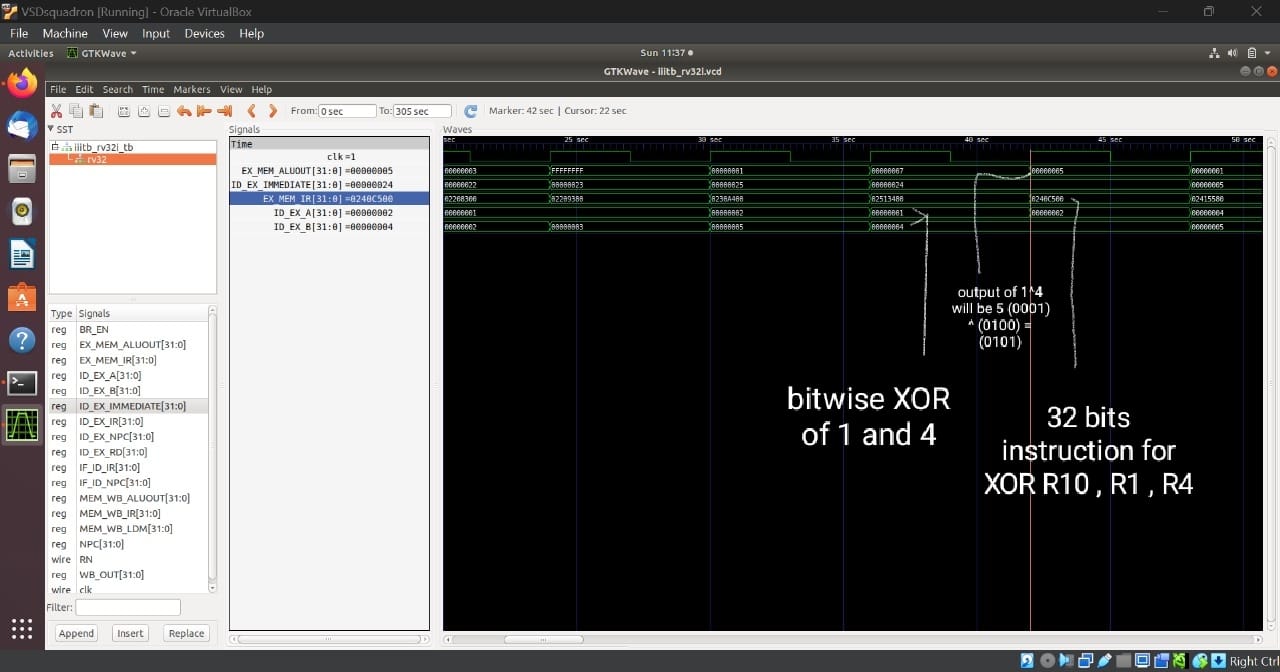 VSDsquadron [Running] - Oracle VirtualBox
File Machine View Input Devices Help
Activities GTKWave Sun 11:37
GTKWave - iiitb_rv32i.vcd
File Edit Search Time Markers View Help
From: 0 sec To: 305 sec Marker: 42 sec | Cursor: 22 sec
SST
iiitb_rv32i_tb
rv32
Type Signals
reg BR_EN
reg EX_MEM_ALUOUT[31:0]
reg EX_MEM_IR[31:0]
reg ID_EX_A[31:0]
reg ID_EX_B[31:0]
reg ID_EX_IMMEDIATE[31:0]
reg ID_EX_IR[31:0]
reg ID_EX_NPC[31:0]
reg ID_EX_RD[31:0]
reg IF_ID_IR[31:0]
reg IF_ID_NPC[31:0]
reg MEM_WB_ALUOUT[31:0]
reg MEM_WB_IR[31:0]
reg MEM_WB_LDM[31:0]
reg NPC[31:0]
wire RN
reg WB_OUT[31:0]
wire clk
Filter:
Append Insert Replace
Signals
Time
clk=1
EX_MEM_ALUOUT[31:0]=00000005
ID_EX_IMMEDIATE[31:0]=00000024
EX_MEM_IR[31:0]=0240C500
ID_EX_A[31:0]=00000002
ID_EX_B[31:0]=00000004
Waves
sec 25 sec 30 sec 35 sec 40 sec 45 sec 50 sec
00000003 FFFFFFFF 00000001 00000007 00000005 00000001
00000022 00000023 00000025 00000024 00000005
02208300 02209380 0230A400 02513480 0240C500 02415580
00000001 00000002 00000001 00000002 00000004
00000002 00000003 00000005 00000004 00000005
output of 1^4
will be 5 (0001)
^ (0100) =
(0101)
bitwise XOR
of 1 and 4
32 bits
instruction for
XOR R10 , R1 , R4
Right Ctrl